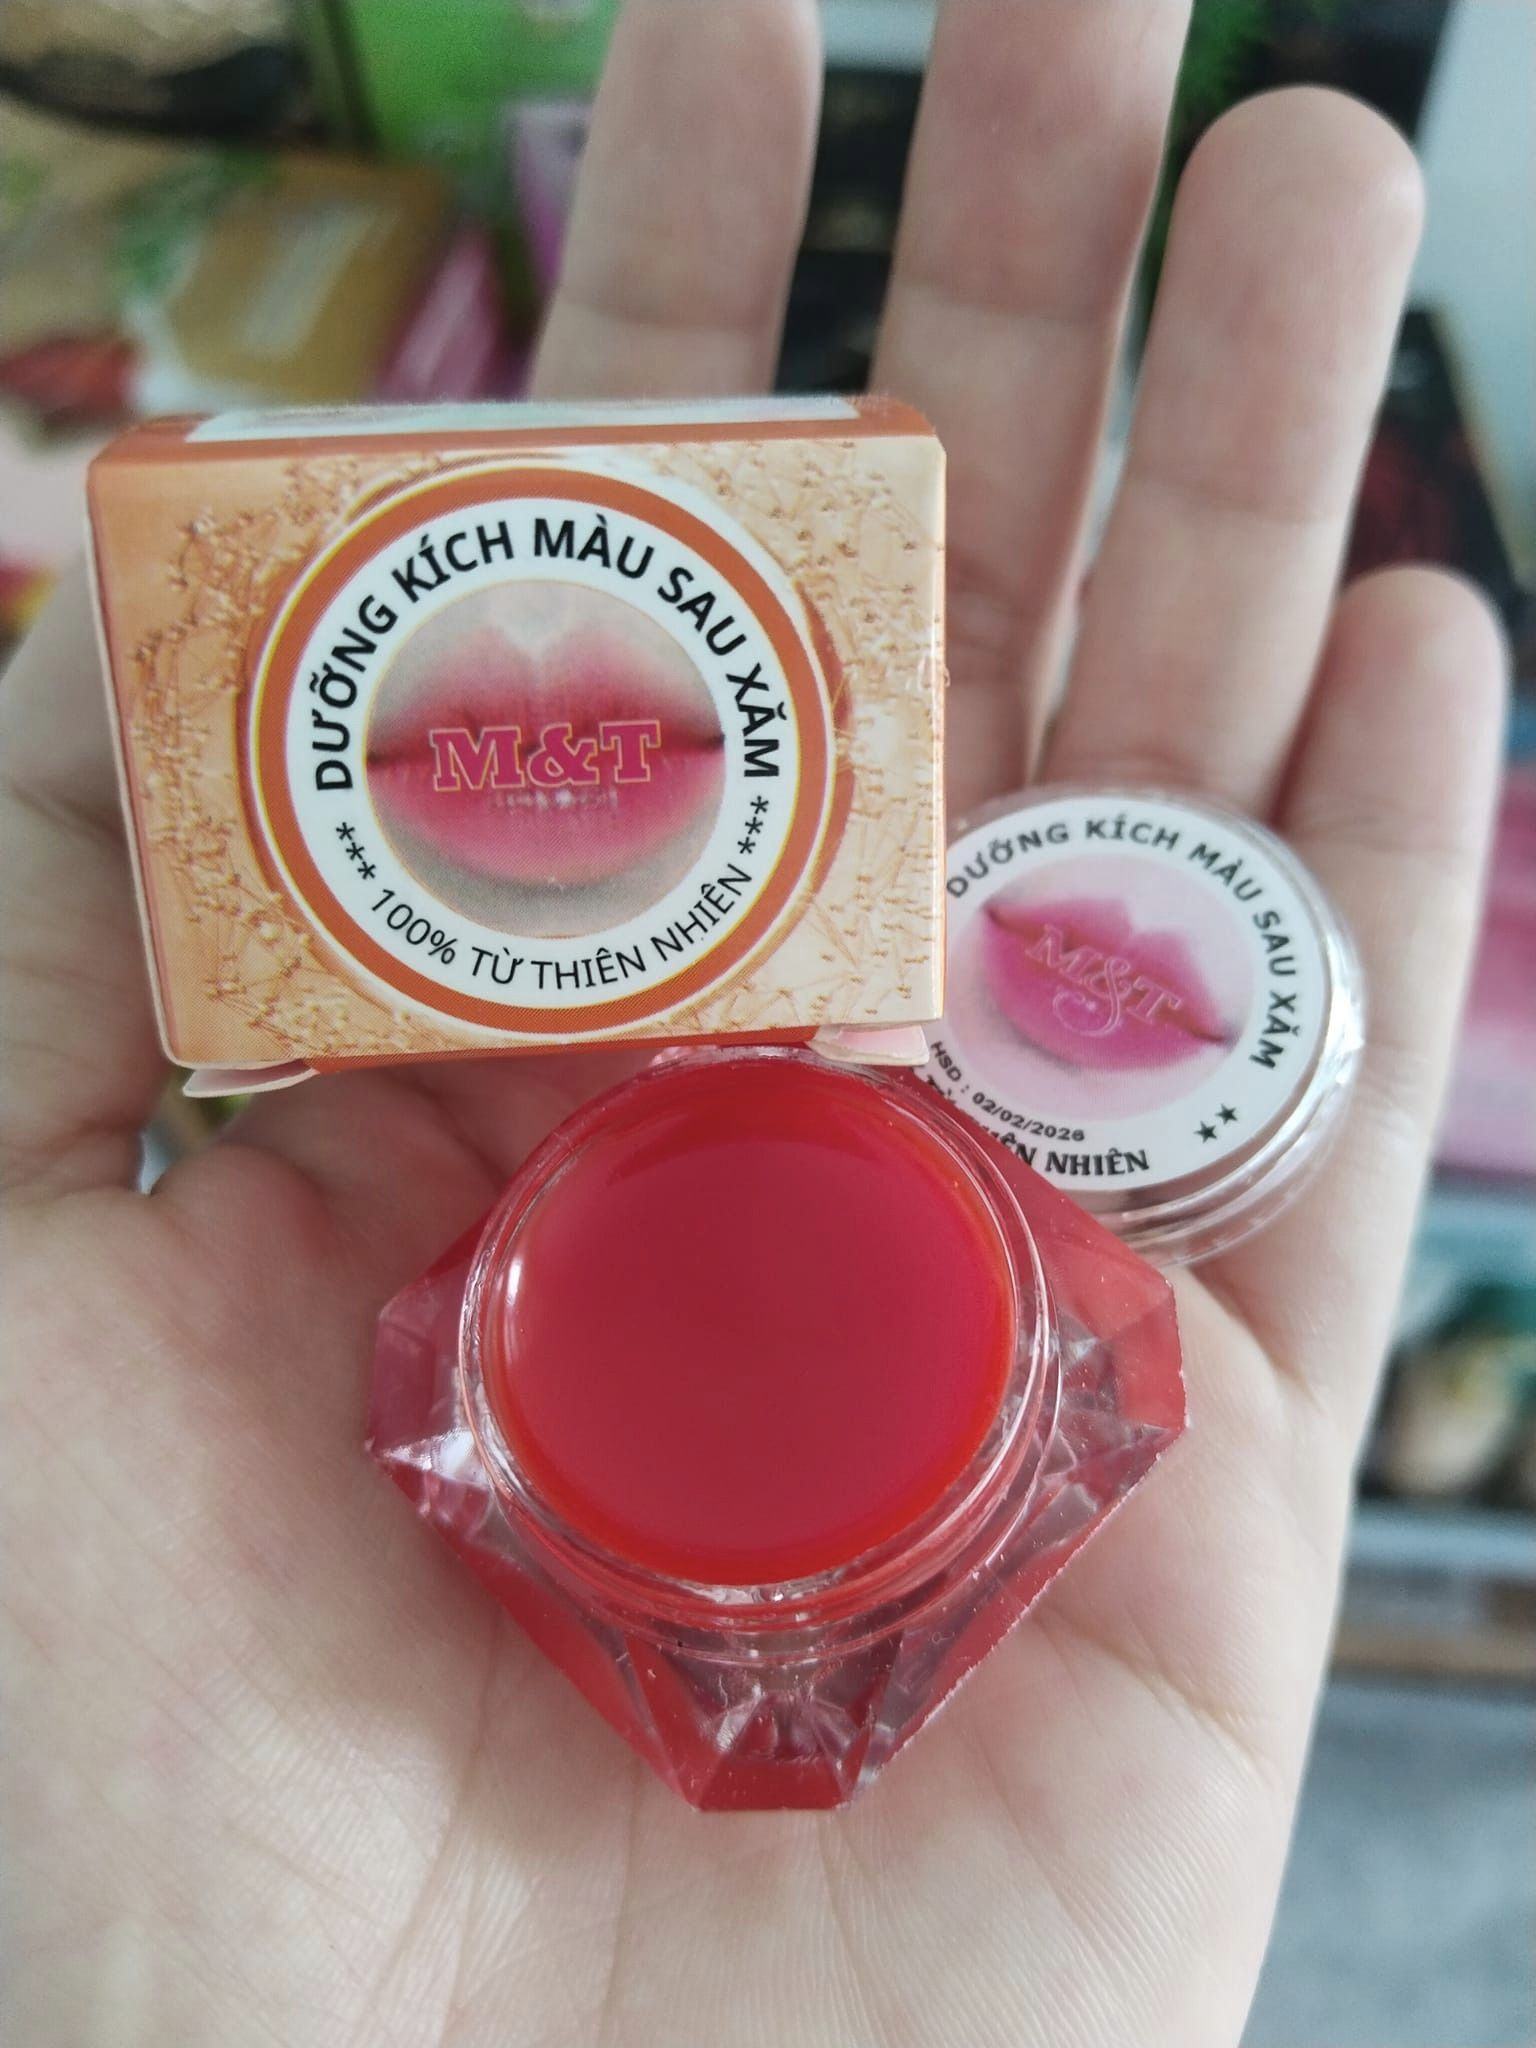 DƯỠNG KÍCH MÀU SAU XĂM
M&T
*** 100% TỪ THIÊN NHIÊN ***
DƯỠNG KÍCH MÀU SAU XĂM
M&T
HSD : 02/02/2026
NHIÊN ★★